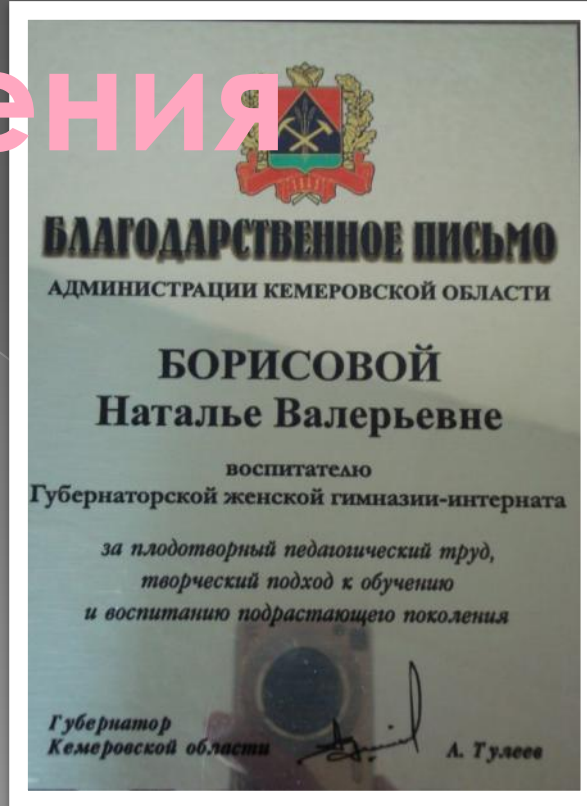 ения
БЛАГОДАРСТВЕННОЕ ПИСЬМО
АДМИНИСТРАЦИИ КЕМЕРОВСКОЙ ОБЛАСТИ
БОРИСОВОЙ
Наталье Валерьевне
воспитателю
Губернаторской женской гимназии-интерната
за плодотворный педагогический труд,
творческий подход к обучению
и воспитанию подрастающего поколения
Губернатор
Кемеровской области
А. Тулеев